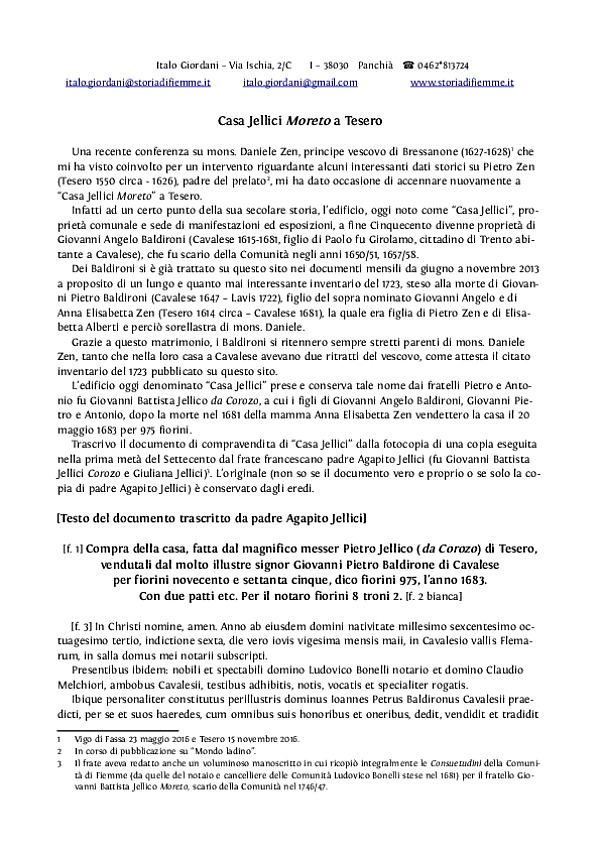 Italo Giordani – Via Ischia, 2/C I – 38030 Panchià ☎ 0462*813724
italo.giordani@storiadifiemme.it italo.giordani@gmail.com www.storiadifiemme.it
Casa Jellici Moreto a Tesero
Una recente conferenza su mons. Daniele Zen, principe vescovo di Bressanone (1627-1628)1 che
mi ha visto coinvolto per un intervento riguardante alcuni interessanti dati storici su Pietro Zen
(Tesero 1550 circa - 1626), padre del prelato2, mi ha dato occasione di accennare nuovamente a
“Casa Jellici Moreto” a Tesero.
Infatti ad un certo punto della sua secolare storia, l’edificio, oggi noto come “Casa Jellici”, pro-
prietà comunale e sede di manifestazioni ed esposizioni, a fine Cinquecento divenne proprietà di
Giovanni Angelo Baldironi (Cavalese 1615-1681, figlio di Paolo fu Girolamo, cittadino di Trento abi-
tante a Cavalese), che fu scario della Comunità negli anni 1650/51, 1657/58.
Dei Baldironi si è già trattato su questo sito nei documenti mensili da giugno a novembre 2013
a proposito di un lungo e quanto mai interessante inventario del 1723, steso alla morte di Giovan-
ni Pietro Baldironi (Cavalese 1647 – Lavis 1722), figlio del sopra nominato Giovanni Angelo e di
Anna Elisabetta Zen (Tesero 1614 circa – Cavalese 1681), la quale era figlia di Pietro Zen e di Elisa-
betta Alberti e perciò sorellastra di mons. Daniele.
Grazie a questo matrimonio, i Baldironi si ritennero sempre stretti parenti di mons. Daniele
Zen, tanto che nella loro casa a Cavalese avevano due ritratti del vescovo, come attesta il citato
inventario del 1723 pubblicato su questo sito.
L’edificio oggi denominato “Casa Jellici” prese e conserva tale nome dai fratelli Pietro e Anto-
nio fu Giovanni Battista Jellico da Corozo, a cui i figli di Giovanni Angelo Baldironi, Giovanni Pie-
tro e Antonio, dopo la morte nel 1681 della mamma Anna Elisabetta Zen vendettero la casa il 20
maggio 1683 per 975 fiorini.
Trascrivo il documento di compravendita di “Casa Jellici” dalla fotocopia di una copia eseguita
nella prima metà del Settecento dal frate francescano padre Agapito Jellici (fu Giovanni Battista
Jellici Corozo e Giuliana Jellici)3. L’originale (non so se il documento vero e proprio o se solo la co-
pia di padre Agapito Jellici) è conservato dagli eredi.
[Testo del documento trascritto da padre Agapito Jellici]
[f. 1] Compra della casa, fatta dal magnifico messer Pietro Jellico (da Corozo) di Tesero,
vendutali dal molto illustre signor Giovanni Pietro Baldirone di Cavalese
per fiorini novecento e settanta cinque, dico fiorini 975, l’anno 1683.
Con due patti etc. Per il notaro fiorini 8 troni 2. [f. 2 bianca]
[f. 3] In Christi nomine, amen. Anno ab eiusdem domini nativitate millesimo sexcentesimo oc-
tuagesimo tertio, indictione sexta, die vero iovis vigesima mensis maii, in Cavalesio vallis Flema-
rum, in salla domus mei notarii subscripti.
Presentibus ibidem: nobili et spectabili domino Ludovico Bonelli notario et domino Claudio
Melchiori, ambobus Cavalesii, testibus adhibitis, notis, vocatis et specialiter rogatis.
Ibique personaliter constitutus perillustris dominus Ioannes Petrus Baldironus Cavalesii prae-
dicti, per se et suos haeredes, cum omnibus suis honoribus et oneribus, dedit, vendidit et tradidit
1 Vigo di Fassa 23 maggio 2016 e Tesero 15 novembre 2016.
2 In corso di pubblicazione su “Mondo ladino”.
3 Il frate aveva redatto anche un voluminoso manoscritto in cui ricopiò integralmente le Consuetudini della Comuni-
tà di Fiemme (da quelle del notaio e cancelliere delle Comunità Ludovico Bonelli stese nel 1681) per il fratello Gio-
vanni Battista Jellico Moreto, scario della Comunità nel 1746/47.